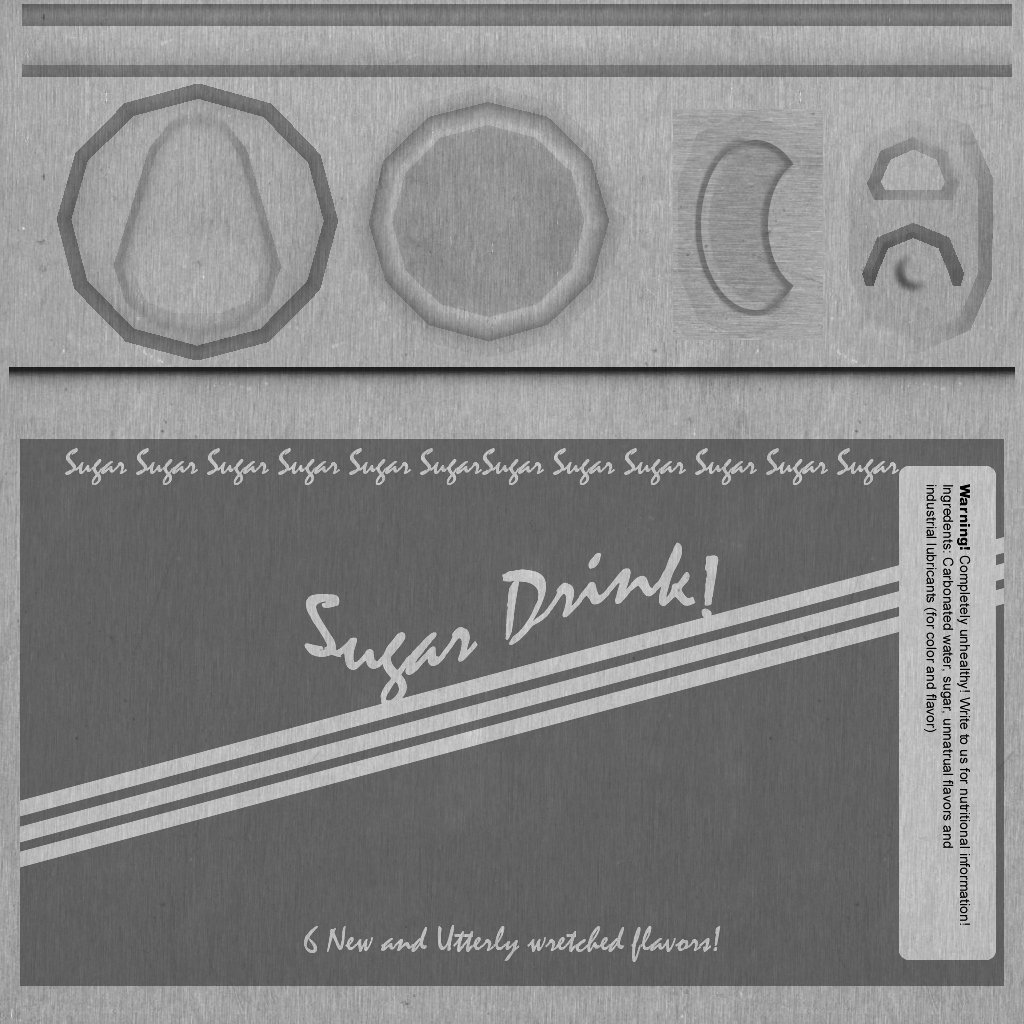 Sugar Sugar Sugar Sugar Sugar SugarSugar Sugar Sugar Sugar Sugar Sugar
Sugar Drink!
6 New and Utterly wretched flavors!
Warning! Completely unhealthy! Write to us for nutritional information!
Ingredents: Carbonated water, sugar, unnatrual flavors and
industrial lubricants (for color and flavor)